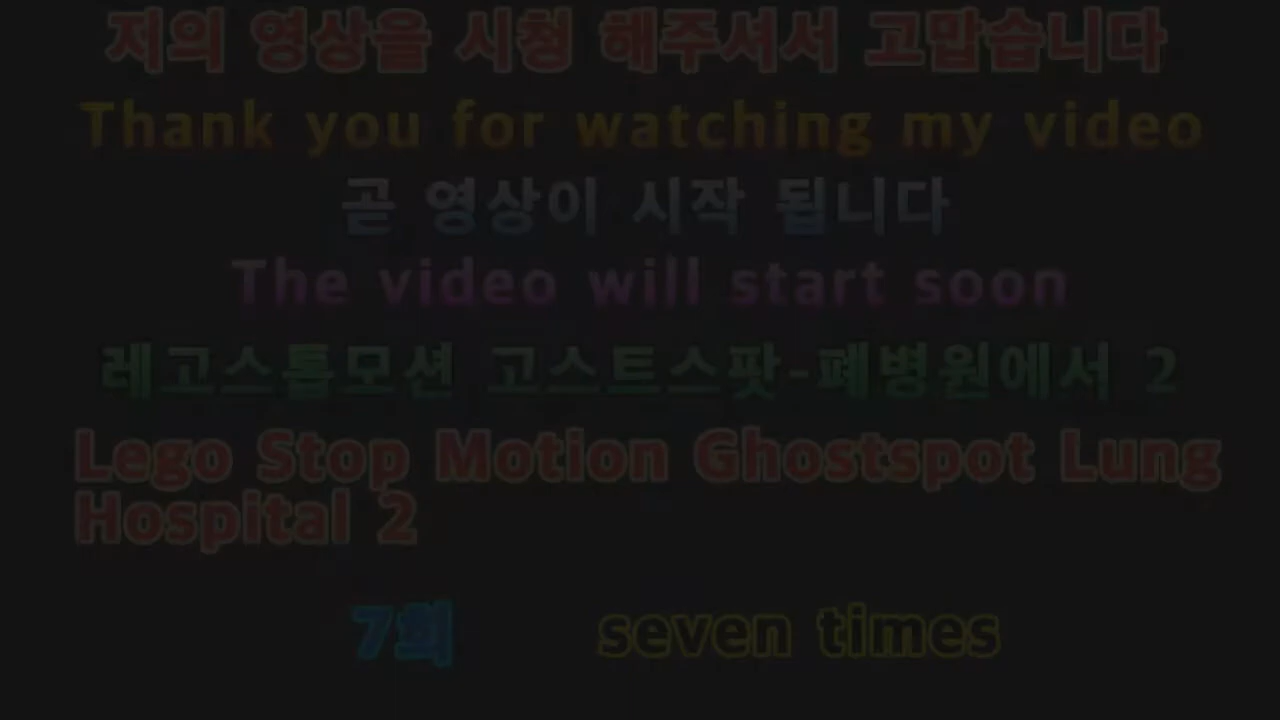 저의 영상을 시청 해주셔서 고맙습니다
Thank you for watching my video
곧 영상이 시작 됩니다
The video will start soon
레고스톱모션 고스트스팟-폐병원에서 2
Lego Stop Motion Ghostspot Lung
Hospital 2
7회 seven times